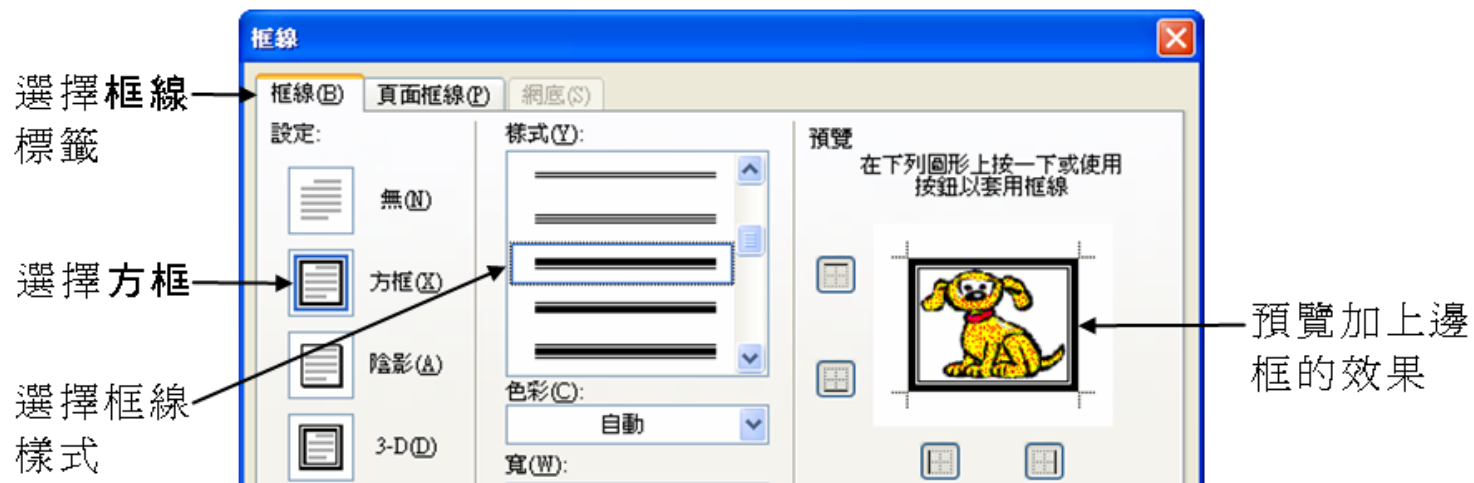 框線
選擇框線
標籤
框線(B)
頁面框線(P)
網底(S)
設定:
無(N)
選擇方框
方框(X)
陰影(A)
選擇框線
樣式
3-D(D)
樣式(Y):
色彩(C):
自動
寬(W):
預覽
在下列圖形上按一下或使用
按鈕以套用框線
預覽加上邊
框的效果